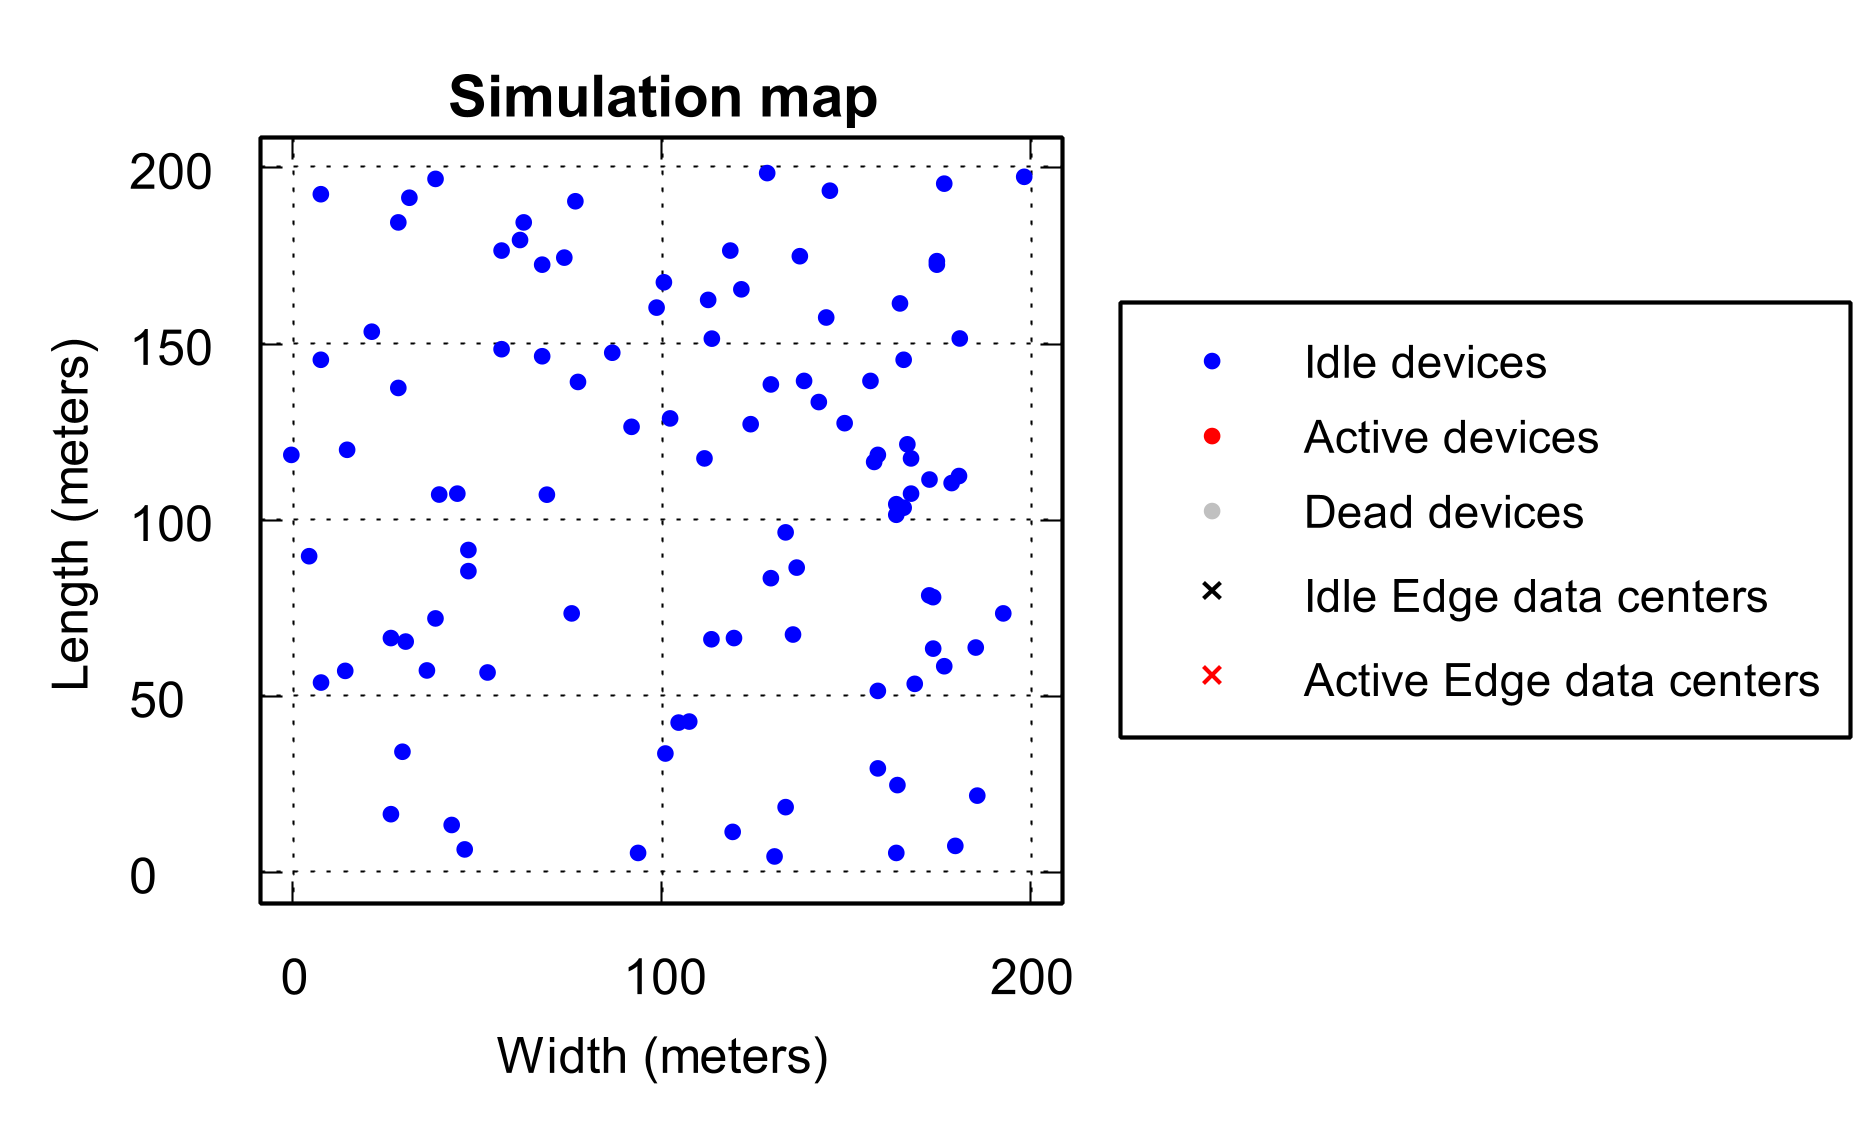 Simulation map
200
150
100
50
0
Length (meters)
0 100 200
Width (meters)
Idle devices
Active devices
Dead devices
Idle Edge data centers
Active Edge data centers